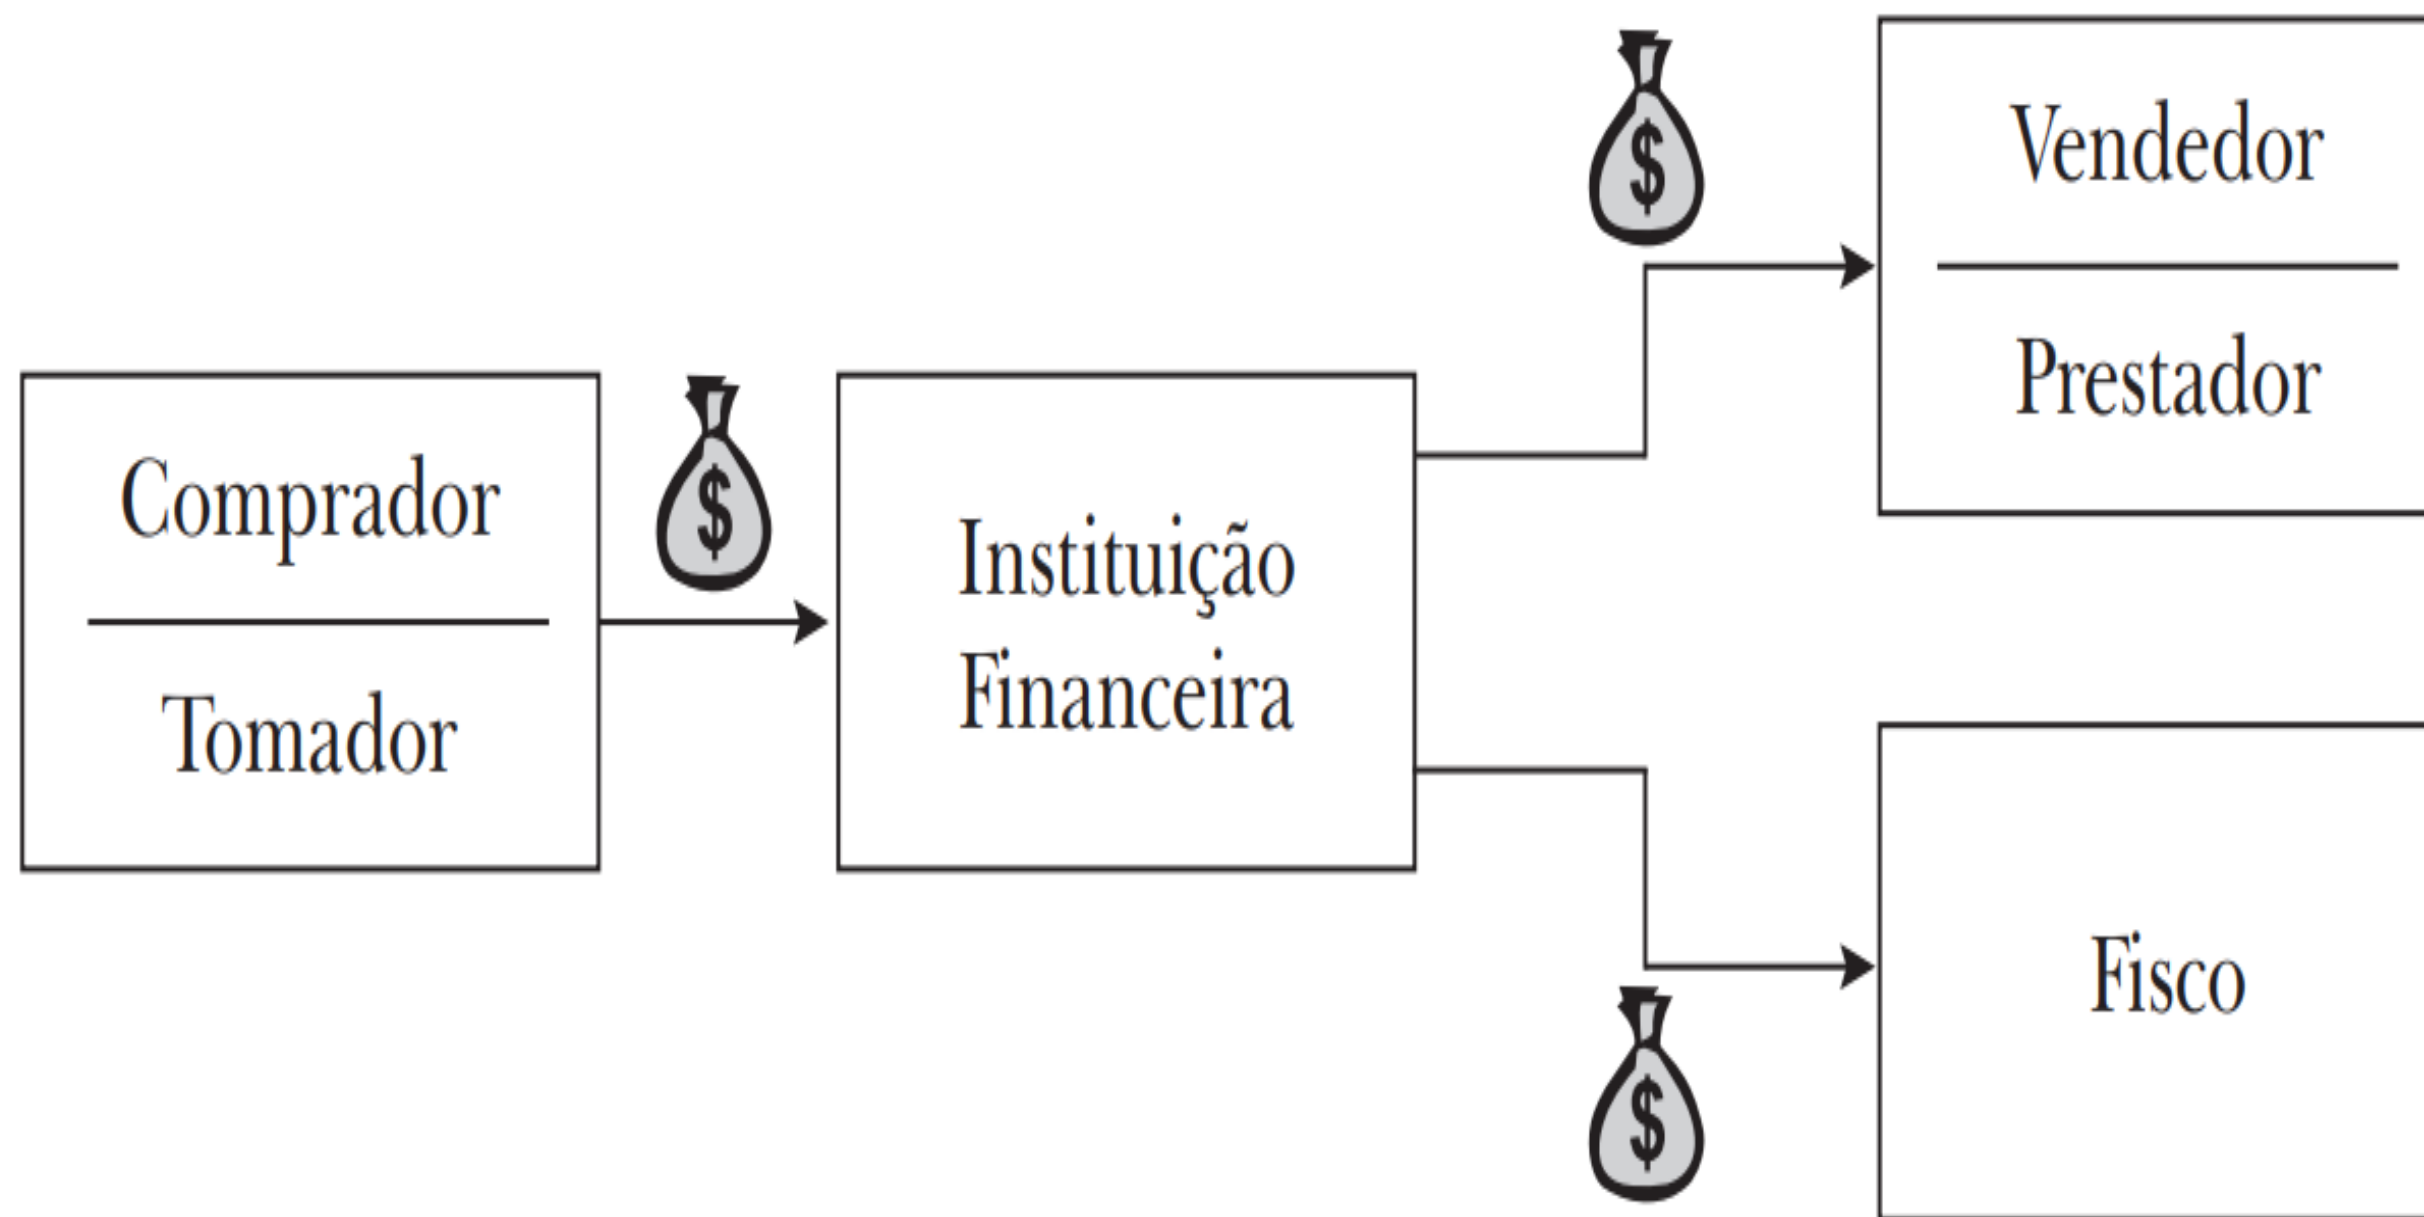 Comprador
Tomador
$
Instituição
Financeira
$
Vendedor
Prestador
$
Fisco